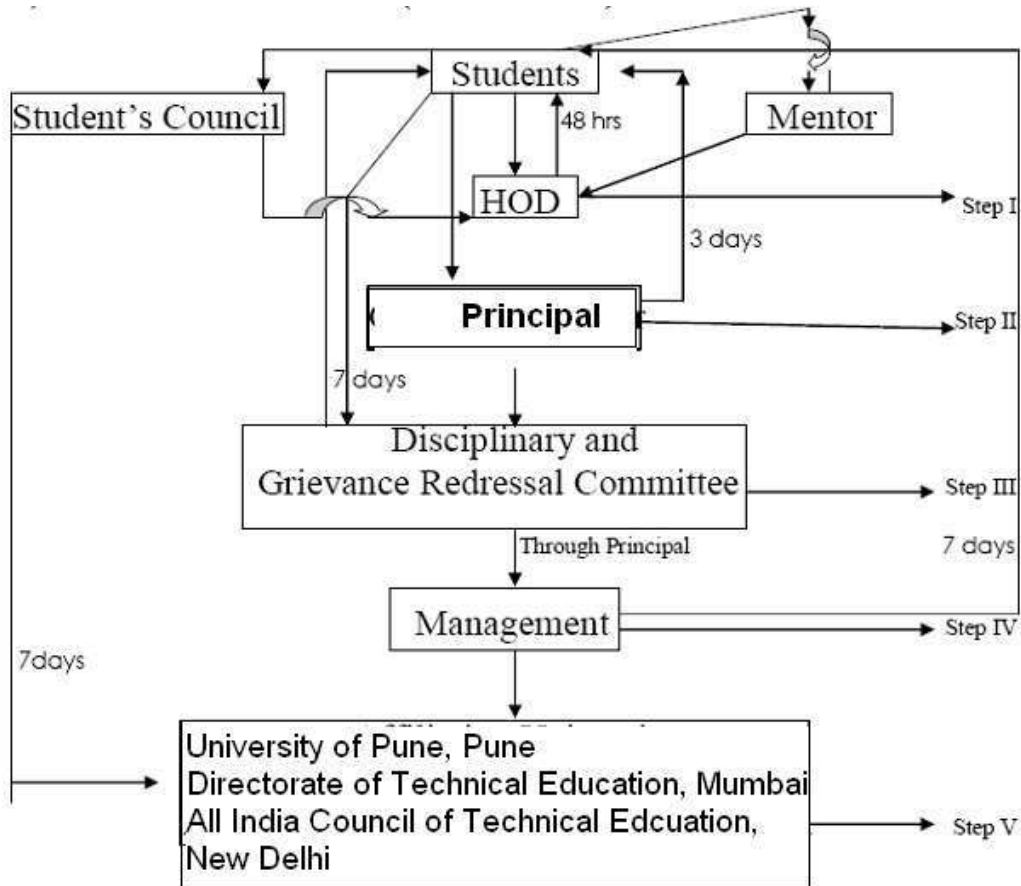 Students
Student's Council
Mentor
48 hrs
HOD
Step I
3 days
Principal
Step II
7 days
Disciplinary and
Grievance Redressal Committee
Step III
Through Principal
7 days
Management
Step IV
7days
University of Pune, Pune
Directorate of Technical Education, Mumbai
All India Council of Technical Edcuation,
New Delhi
Step V